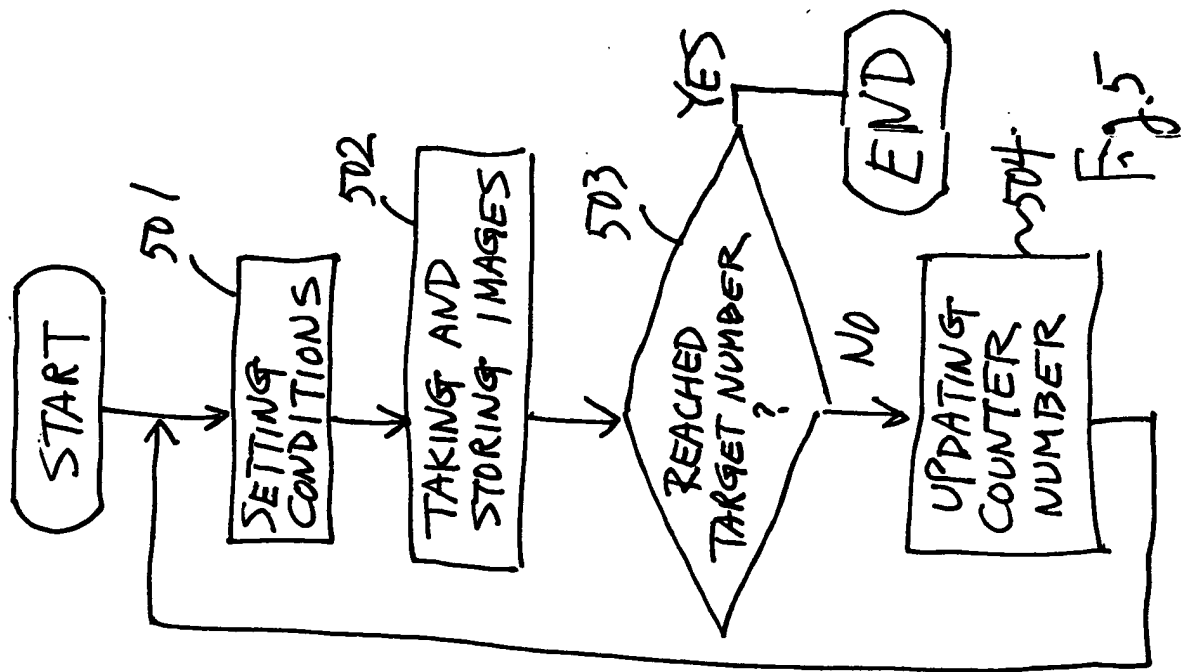 START
501
SETTING
CONDITIONS
502
TAKING AND
STORING IMAGES
503
REACHED
TARGET NUMBER
?
YES
END
NO
504
UPDATING
COUNTER
NUMBER
Fig.5